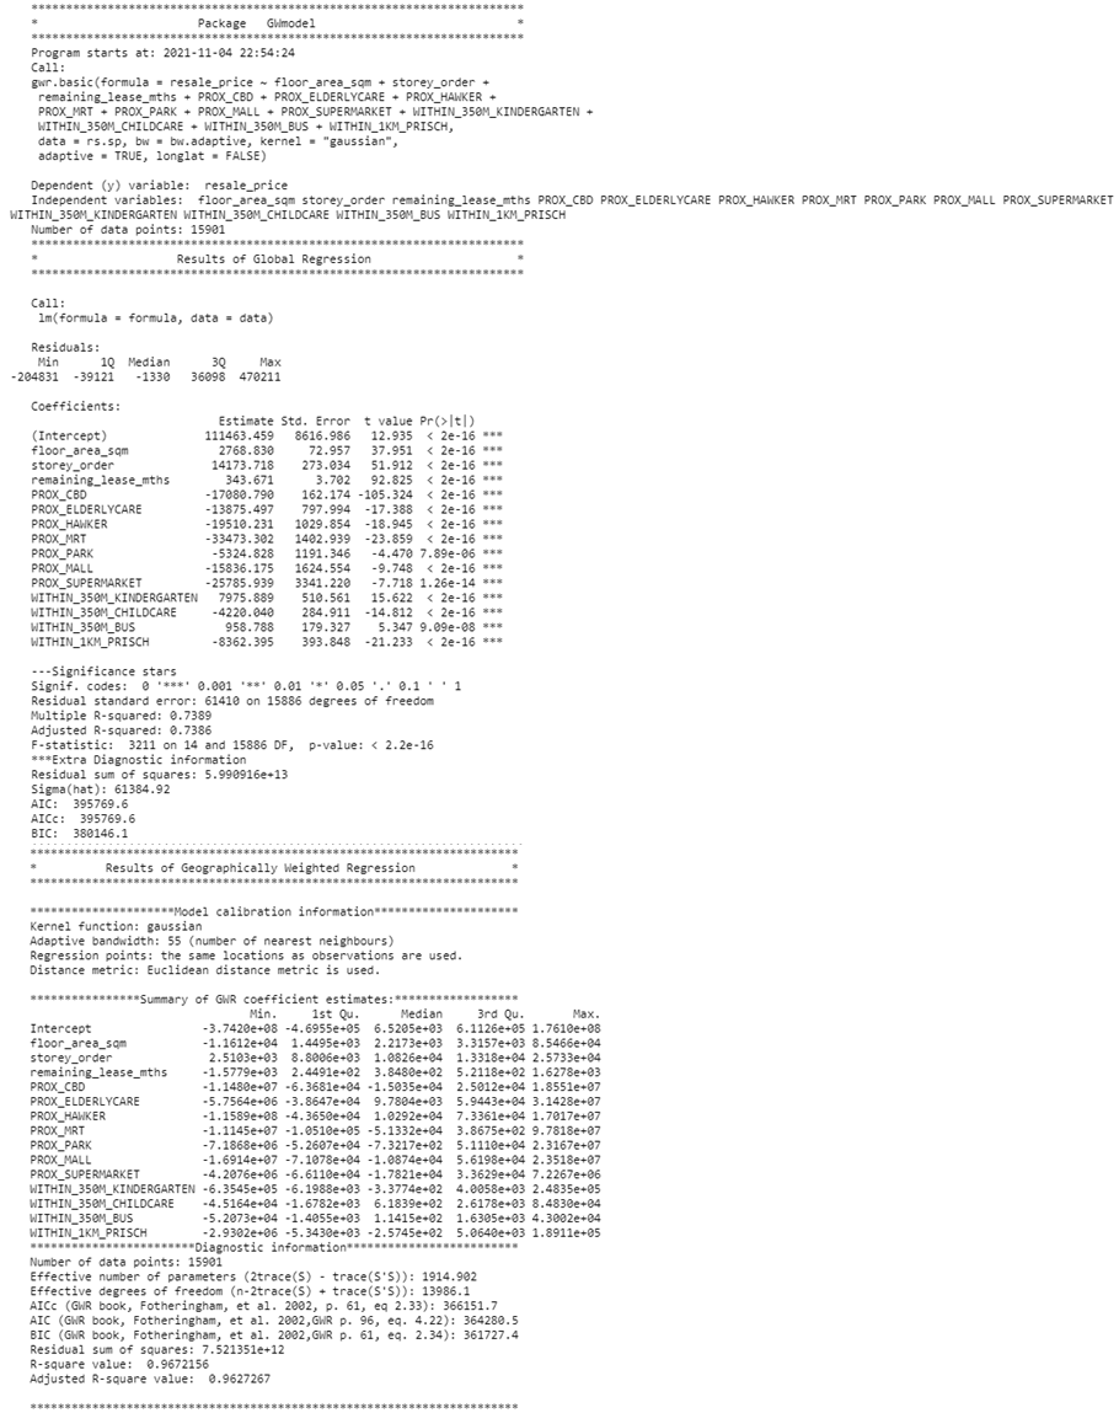 ***********************************************************************
*                       Package   GWmodel                             *
***********************************************************************
Program starts at: 2021-11-04 22:54:24
Call:
gwr.basic(formula = resale_price ~ floor_area_sqm + storey_order +
remaining_lease_mths + PROX_CBD + PROX_ELDERLYCARE + PROX_HAWKER +
PROX_MRT + PROX_PARK + PROX_MALL + PROX_SUPERMARKET + WITHIN_350M_KINDERGARTEN +
WITHIN_350M_CHILDCARE + WITHIN_350M_BUS + WITHIN_1KM_PRISCH,
data = rs.sp, bw = bw.adaptive, kernel = "gaussian",
adaptive = TRUE, longlat = FALSE)
Dependent (y) variable:  resale_price
Independent variables:  floor_area_sqm storey_order remaining_lease_mths PROX_CBD PROX_ELDERLYCARE PROX_HAWKER PROX_MRT PROX_PARK PROX_MALL PROX_SUPERMARKET
WITHIN_350M_KINDERGARTEN WITHIN_350M_CHILDCARE WITHIN_350M_BUS WITHIN_1KM_PRISCH
Number of data points: 15901
***********************************************************************
*                    Results of Global Regression                     *
***********************************************************************
Call:
lm(formula = formula, data = data)
Residuals:
Min      1Q  Median      3Q     Max
-204831  -39121   -1330   36098  470211
Coefficients:
Estimate Std. Error  t value Pr(>|t|)
(Intercept)              111463.459   8616.986   12.935  < 2e-16 ***
floor_area_sqm             2768.830     72.957   37.951  < 2e-16 ***
storey_order              14173.718    273.034   51.912  < 2e-16 ***
remaining_lease_mths        343.671      3.702   92.825  < 2e-16 ***
PROX_CBD                 -17080.790    162.174 -105.324  < 2e-16 ***
PROX_ELDERLYCARE         -13875.497    797.994  -17.388  < 2e-16 ***
PROX_HAWKER              -19510.231   1029.854  -18.945  < 2e-16 ***
PROX_MRT                 -33473.302   1402.939  -23.859  < 2e-16 ***
PROX_PARK                 -5324.828   1191.346   -4.470 7.89e-06 ***
PROX_MALL                -15836.175   1624.554   -9.748  < 2e-16 ***
PROX_SUPERMARKET         -25785.939   3341.220   -7.718 1.26e-14 ***
WITHIN_350M_KINDERGARTEN   7975.889    510.561   15.622  < 2e-16 ***
WITHIN_350M_CHILDCARE     -4220.040    284.911  -14.812  < 2e-16 ***
WITHIN_350M_BUS             958.788    179.327    5.347 9.09e-08 ***
WITHIN_1KM_PRISCH         -8362.395    393.848  -21.233  < 2e-16 ***
---Significance stars
Signif. codes:  0 '***' 0.001 '**' 0.01 '*' 0.05 '.' 0.1 ' ' 1
Residual standard error: 61410 on 15886 degrees of freedom
Multiple R-squared: 0.7389
Adjusted R-squared: 0.7386
F-statistic:  3211 on 14 and 15886 DF,  p-value: < 2.2e-16
***Extra Diagnostic information
Residual sum of squares: 5.990916e+13
Sigma(hat): 61384.92
AIC:  395769.6
AICc:  395769.6
BIC:  380146.1
***********************************************************************
*          Results of Geographically Weighted Regression              *
***********************************************************************
*********************Model calibration information*********************
Kernel function: gaussian
Adaptive bandwidth: 55 (number of nearest neighbours)
Regression points: the same locations as observations are used.
Distance metric: Euclidean distance metric is used.
****************Summary of GWR coefficient estimates:******************
Min.     1st Qu.      Median     3rd Qu.       Max.
Intercept                -3.7420e+08 -4.6955e+05  6.5205e+03  6.1126e+05 1.7610e+08
floor_area_sqm           -1.1612e+04  1.4495e+03  2.2173e+03  3.3157e+03 8.5466e+04
storey_order              2.5103e+03  8.8006e+03  1.0826e+04  1.3318e+04 2.5733e+04
remaining_lease_mths     -1.5779e+03  2.4491e+02  3.8480e+02  5.2118e+02 1.6278e+03
PROX_CBD                 -1.1480e+07 -6.3681e+04 -1.5035e+04  2.5012e+04 1.8551e+07
PROX_ELDERLYCARE         -5.7564e+06 -3.8647e+04  9.7804e+03  5.9443e+04 3.1428e+07
PROX_HAWKER              -1.1589e+08 -4.3650e+04  1.0292e+04  7.3361e+04 1.7017e+07
PROX_MRT                 -1.1145e+07 -1.0510e+05 -5.1332e+04  3.8675e+02 9.7818e+07
PROX_PARK                -7.1868e+06 -5.2607e+04 -7.3217e+02  5.1110e+04 2.3167e+07
PROX_MALL                -1.6914e+07 -7.1078e+04 -1.0874e+04  5.6198e+04 2.3518e+07
PROX_SUPERMARKET         -4.2076e+06 -6.6110e+04 -1.7821e+04  3.3629e+04 7.2267e+06
WITHIN_350M_KINDERGARTEN -6.3545e+05 -6.1988e+03 -3.3774e+02  4.0058e+03 2.4835e+05
WITHIN_350M_CHILDCARE    -4.5164e+04 -1.6782e+03  6.1839e+02  2.6178e+03 8.4830e+04
WITHIN_350M_BUS          -5.2073e+04 -1.4055e+03  1.1415e+02  1.6305e+03 4.3002e+04
WITHIN_1KM_PRISCH        -2.9302e+06 -5.3430e+03 -2.5745e+02  5.0640e+03 1.8911e+05
************************Diagnostic information*************************
Number of data points: 15901
Effective number of parameters (2trace(S) - trace(S'S)): 1914.902
Effective degrees of freedom (n-2trace(S) + trace(S'S)): 13986.1
AICc (GWR book, Fotheringham, et al. 2002, p. 61, eq 2.33): 366151.7
AIC (GWR book, Fotheringham, et al. 2002,GWR p. 96, eq. 4.22): 364280.5
BIC (GWR book, Fotheringham, et al. 2002,GWR p. 61, eq. 2.34): 361727.4
Residual sum of squares: 7.521351e+12
R-square value:  0.9672156
Adjusted R-square value:  0.9627267
***********************************************************************